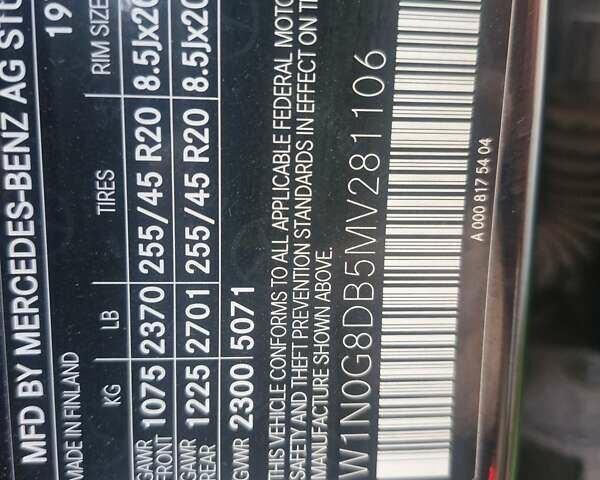 MFD BY MERCEDES-BENZ AG STU
MADE IN FINLAND 19
KG LB TIRES RIM SIZE
GAWR FRONT 1075 2370 255/45 R20 8.5Jx20
GAWR REAR 1225 2701 255/45 R20 8.5Jx20
GVWR 2300 5071
THIS VEHICLE CONFORMS TO ALL APPLICABLE FEDERAL MOTO
SAFETY AND THEFT PREVENTION STANDARDS IN EFFECT ON T
MANUFACTURE SHOWN ABOVE.
W1N0G8DB5MV281106
A 000 817 54 04